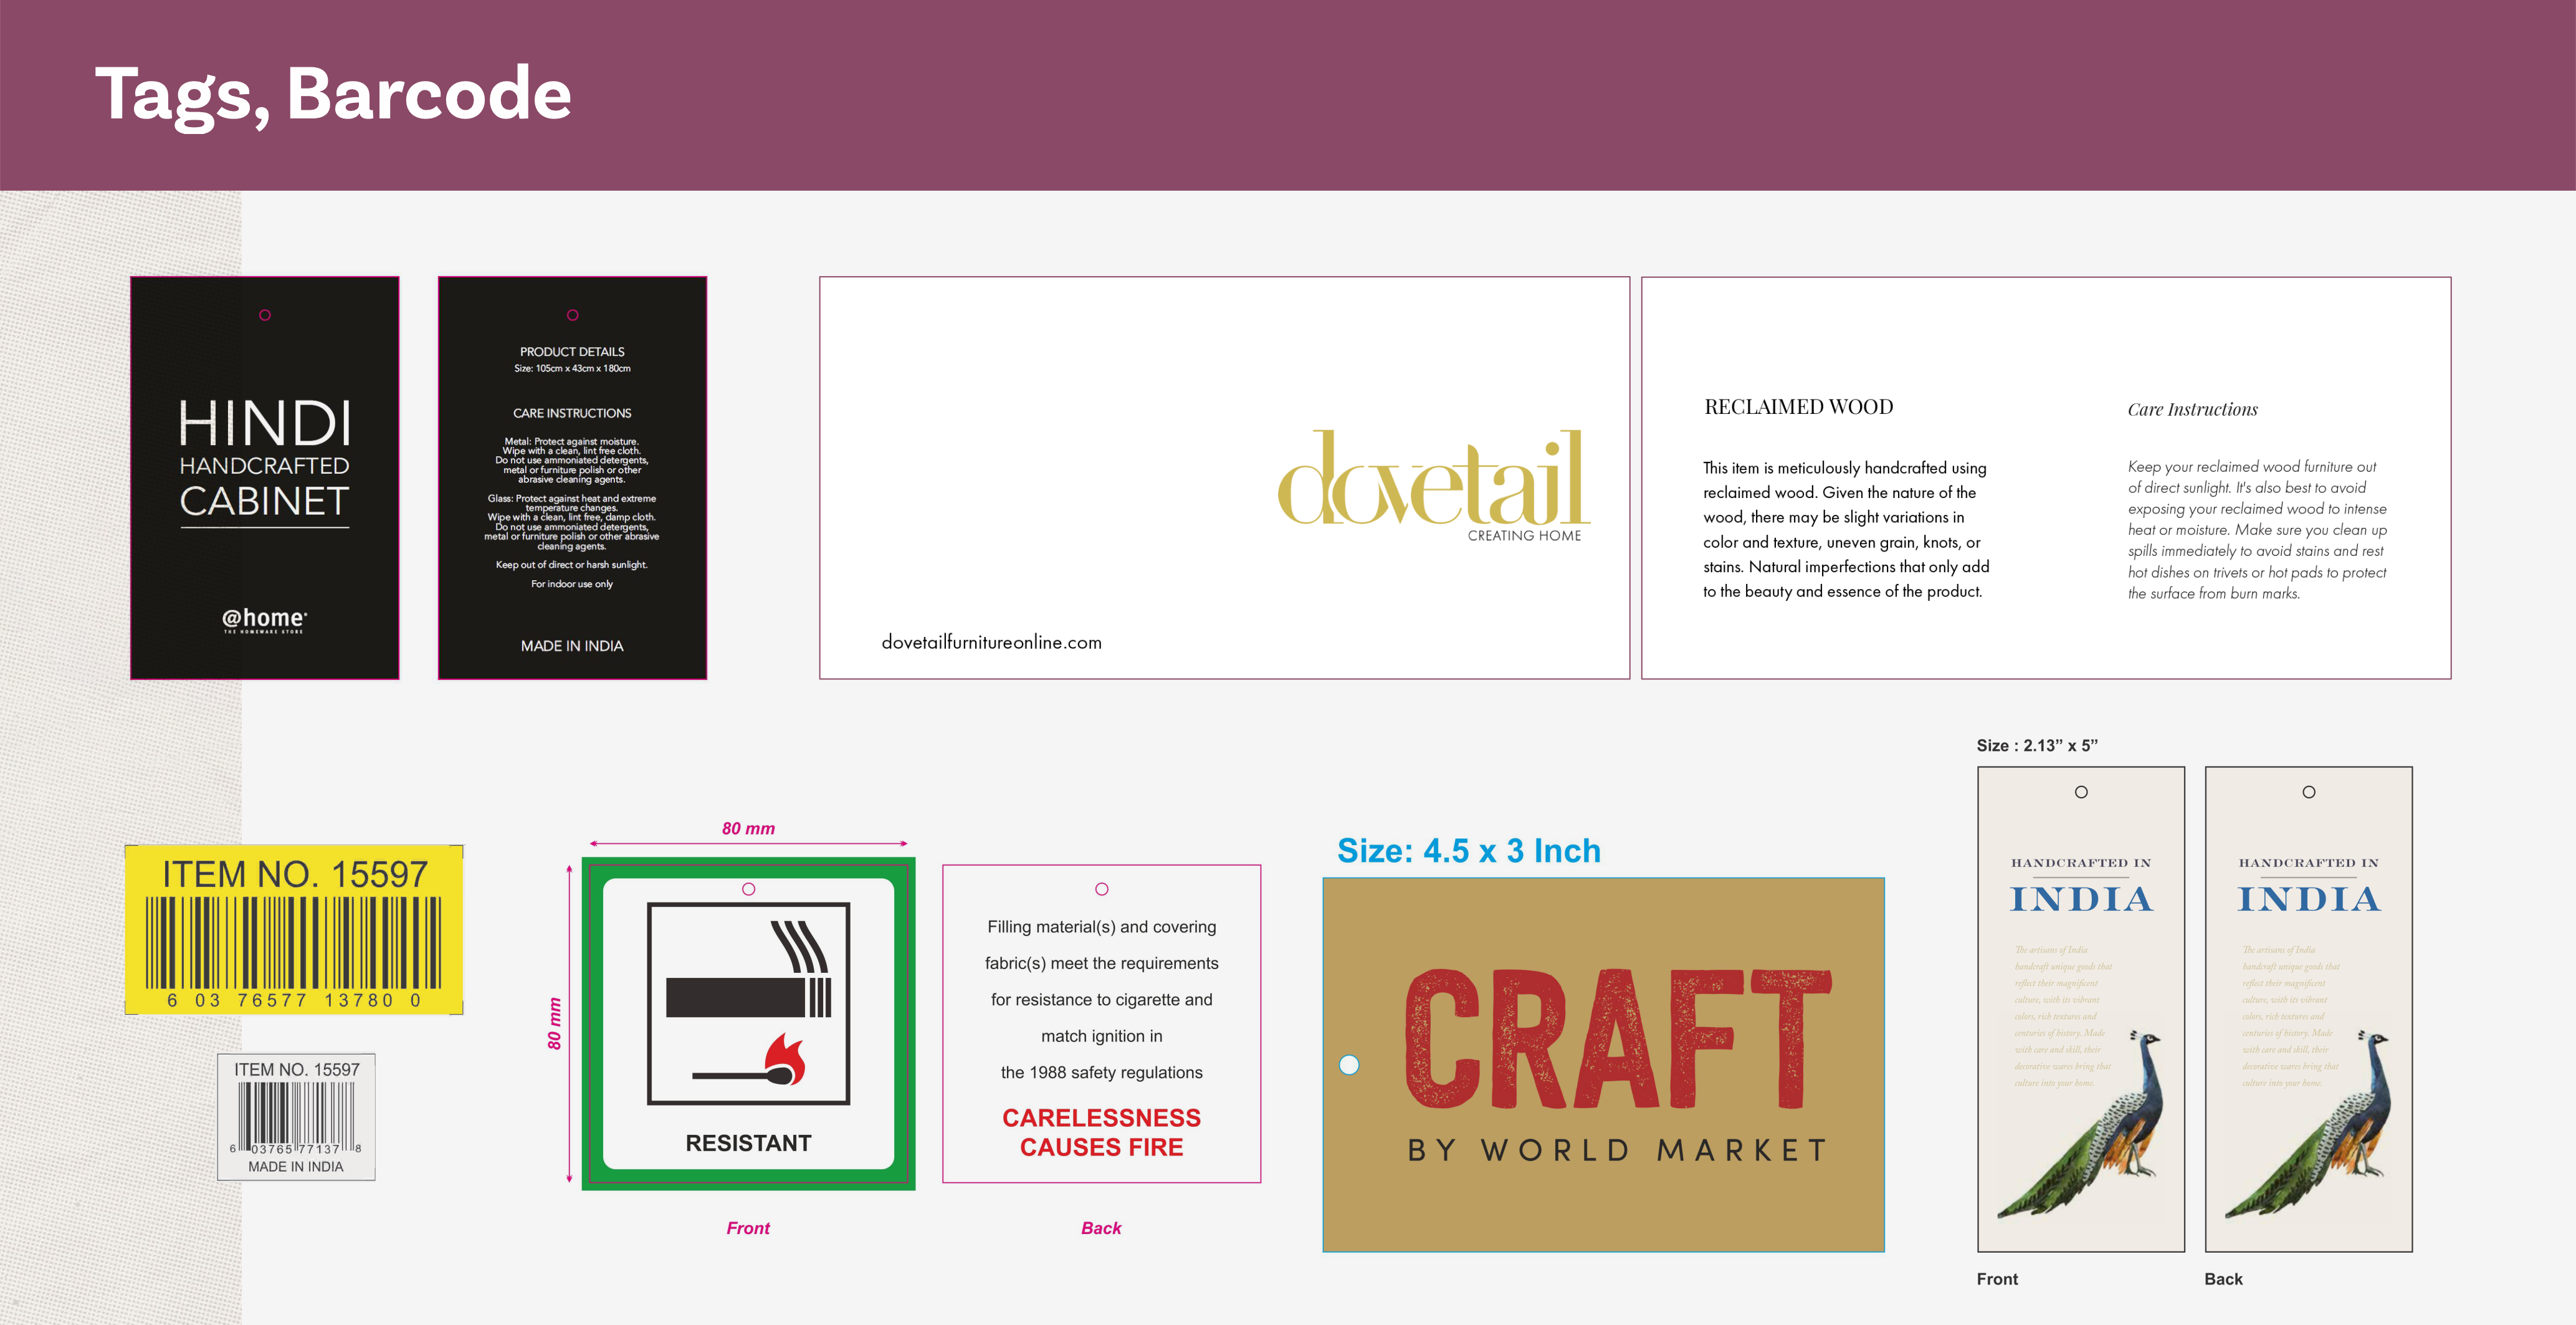 Tags, Barcode
HINDI
HANDCRAFTED
CABINET
@home
THE HOMEWARE STORE
PRODUCT DETAILS
Size: 105cm x 43cm x 180cm
CARE INSTRUCTIONS
Metal: Protect against moisture.
Wipe with a clean, lint free cloth.
Do not use ammoniated detergents,
metal or furniture polish or other
abrasive cleaning agents.
Glass: Protect against heat and extreme
temperature changes.
Wipe with a clean, lint free, damp cloth.
Do not use ammoniated detergents,
metal or furniture polish or other abrasive
cleaning agents.
Keep out of direct or harsh sunlight.
For indoor use only
MADE IN INDIA
dovetail
CREATING HOME
dovetailfurnitureonline.com
RECLAIMED WOOD
This item is meticulously handcrafted using
reclaimed wood. Given the nature of the
wood, there may be slight variations in
color and texture, uneven grain, knots, or
stains. Natural imperfections that only add
to the beauty and essence of the product.
Care Instructions
Keep your reclaimed wood furniture out
of direct sunlight. It's also best to avoid
exposing your reclaimed wood to intense
heat or moisture. Make sure you clean up
spills immediately to avoid stains and rest
hot dishes on trivets or hot pads to protect
the surface from burn marks.
ITEM NO. 15597
6 03 76577 13780 0
ITEM NO. 15597
6 03765 77137 8
MADE IN INDIA
80 mm
80 mm
RESISTANT
Front
Filling material(s) and covering
fabric(s) meet the requirements
for resistance to cigarette and
match ignition in
the 1988 safety regulations
CARELESSNESS
CAUSES FIRE
Back
Size: 4.5 x 3 Inch
CRAFT
BY WORLD MARKET
Size : 2.13” x 5”
HANDCRAFTED IN
INDIA
The artisans of India
handcraft unique goods that
reflect their magnificent
culture, with its vibrant
colors, rich textures and
centuries of history. Made
with care and skill, their
decorative wares bring that
culture into your home.
Front
HANDCRAFTED IN
INDIA
The artisans of India
handcraft unique goods that
reflect their magnificent
culture, with its vibrant
colors, rich textures and
centuries of history. Made
with care and skill, their
decorative wares bring that
culture into your home.
Back